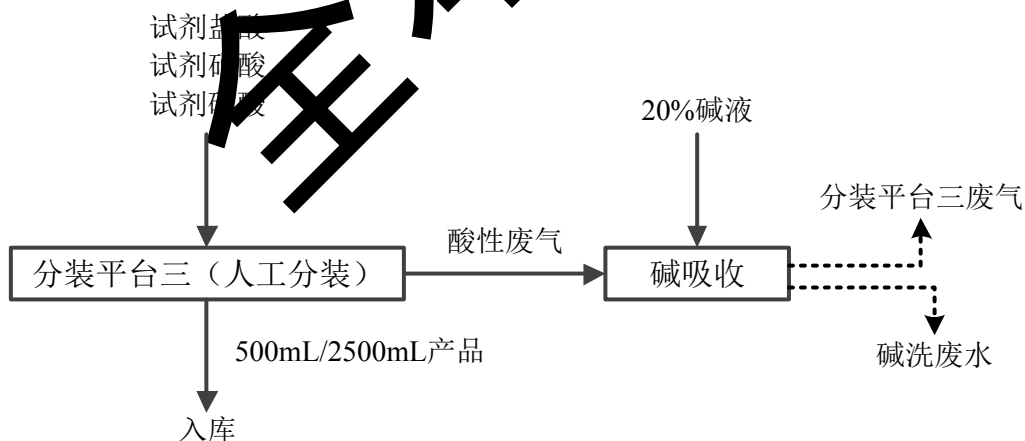 试剂盐酸
试剂
试剂
20%碱液
分装平台三废气
酸性废气
分装平台三（人工分装）
碱吸收
500mL/2500mL产品
碱洗废水
入库
全